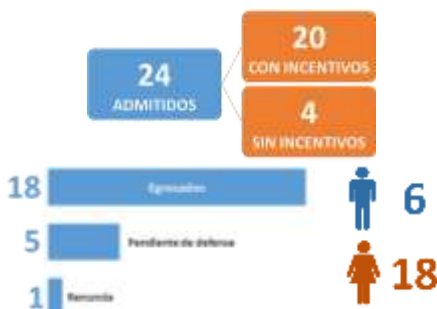 24
ADMITIDOS
20
CON INCENTIVOS
4
SIN INCENTIVOS
18 Egresados
5 Pendiente de defensa
1 Renuncia
6
18